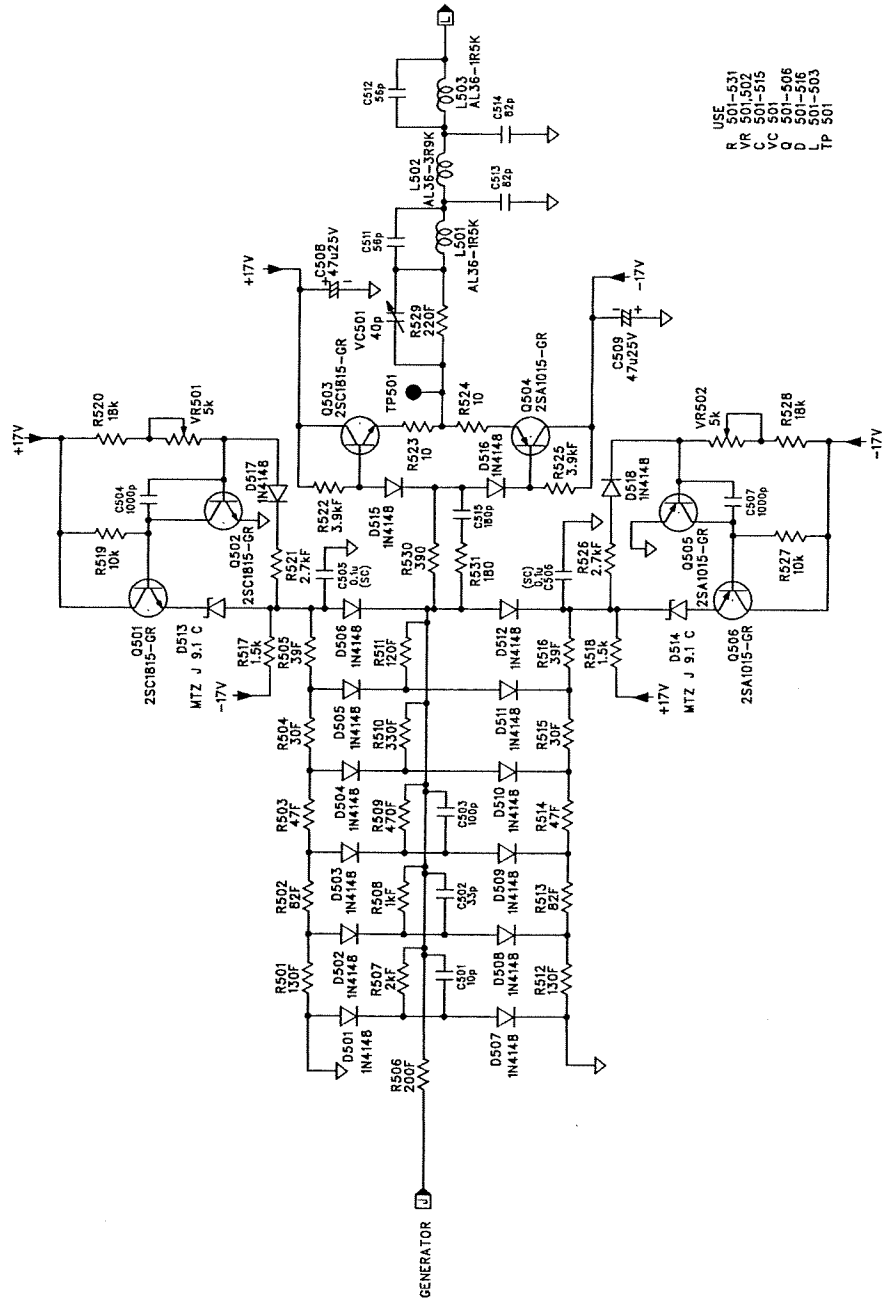 +17V
R519
10k
R520
18k
VR501
5k
C504
1000p
Q501
2SC1815-GR
Q502
2SC1815-GR
D517
1N4148
D513
MTZ J 9.1 C
R521
2.7kF
R517
1.5k
-17V
C505
0.1u
(SC)
+17V
C508
47u25V
+
-
Q503
2SC1815-GR
R522
3.9kF
R523
10
D515
1N4148
TP501
VC501
40p
R529
220F
C511
56p
L501
AL36-1R5K
L502
AL36-3R9K
C512
56p
L503
AL36-1R5K
L
C513
82p
C514
82p
R524
10
D516
1N4148
Q504
2SA1015-GR
R525
3.9kF
-17V
C509
47u25V
-
+
R530
390
R531
180
C515
180p
R501
130F
R502
82F
R503
47F
R504
30F
R505
39F
D501
1N4148
D502
1N4148
D503
1N4148
D504
1N4148
D505
1N4148
D506
1N4148
R507
2kF
R508
1kF
R509
470F
R510
330F
R511
120F
GENERATOR
J
R506
200F
C501
10p
C502
33p
C503
100p
D507
1N4148
D508
1N4148
D509
1N4148
D510
1N4148
D511
1N4148
D512
1N4148
R512
130F
R513
82F
R514
47F
R515
30F
R516
39F
(SC)
0.1u
C506
R526
2.7kF
D518
1N4148
R518
1.5k
+17V
D514
MTZ J 9.1 C
Q505
2SA1015-GR
Q506
2SA1015-GR
C507
1000p
R527
10k
VR502
5k
R528
18k
-17V
USE
R 501-531
VR 501,502
C 501-515
VC 501
Q 501-506
D 501-516
L 501-503
TP 501